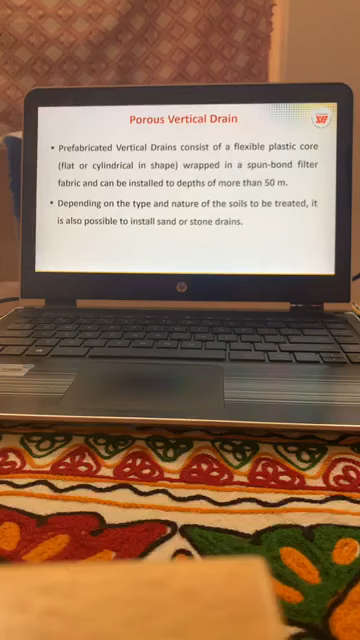 Porous Vertical Drain
• Prefabricated Vertical Drains consist of a flexible plastic core
(flat or cylindrical in shape) wrapped in a spun-bond filter
fabric and can be installed to depths of more than 50 m.
• Depending on the type and nature of the soils to be treated, it
is also possible to install sand or stone drains.
hp